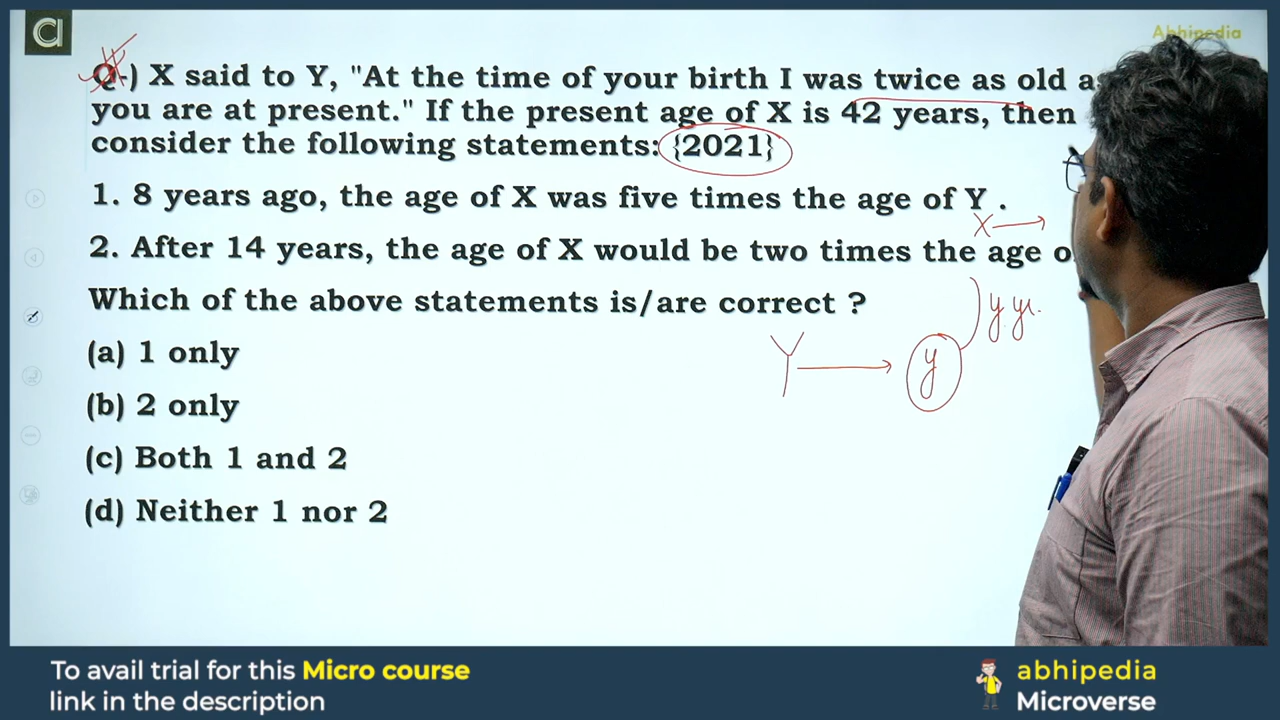 Abhipedia
Q-) X said to Y, "At the time of your birth I was twice as old as
you are at present." If the present age of X is 42 years, then
consider the following statements: {2021}
1. 8 years ago, the age of X was five times the age of Y .
X
2. After 14 years, the age of X would be two times the age o
Which of the above statements is/are correct ?
y yr.
(a) 1 only
Y y
(b) 2 only
(c) Both 1 and 2
(d) Neither 1 nor 2
To avail trial for this Micro course
link in the description
abhipedia
Microverse